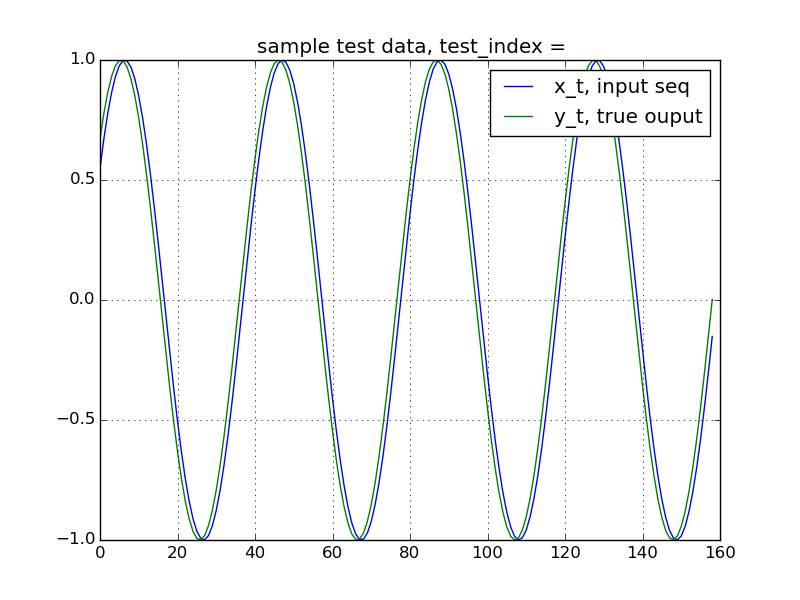 sample test data, test_index =
x_t, input seq
y_t, true ouput
1.0
0.5
0.0
−0.5
−1.0
0 20 40 60 80 100 120 140 160